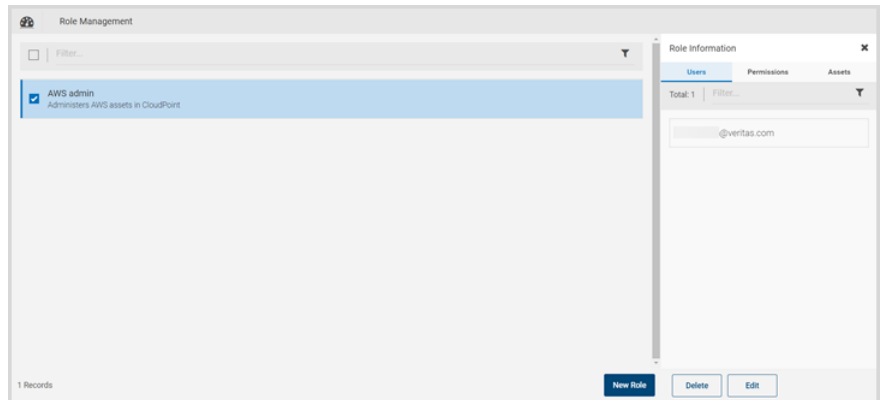 Role Management
Filter...
AWS admin
Administers AWS assets in CloudPoint
1 Records
New Role
Role Information
Users Permissions Assets
Total: 1 Filter...
@veritas.com
Delete Edit